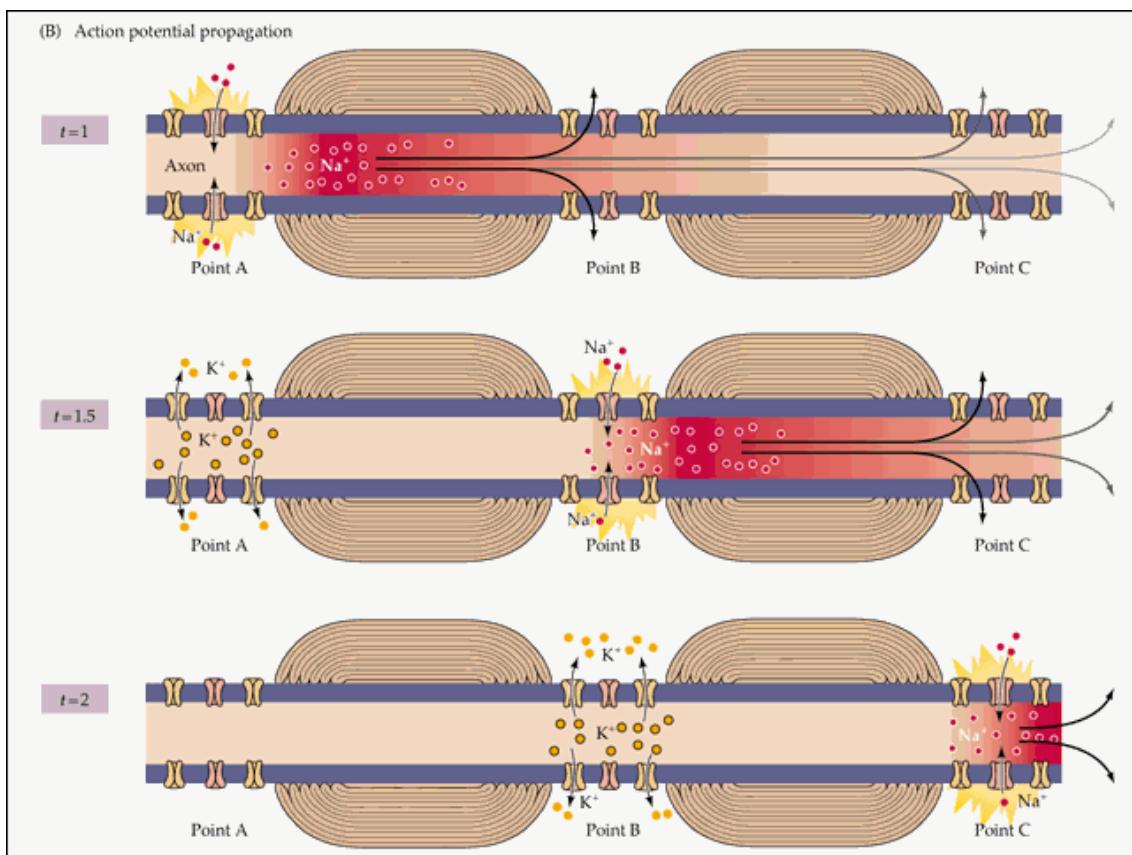 (B) Action potential propagation
t=1
Axon
Na⁺
Na⁺
Point A
Point B
Point C
Na⁺
K⁺
t=1.5
K⁺
Na⁺
Na⁺
Point A
Point B
Point C
K⁺
t=2
K⁺
Na⁺
K⁺
Na⁺
Point A
Point B
Point C